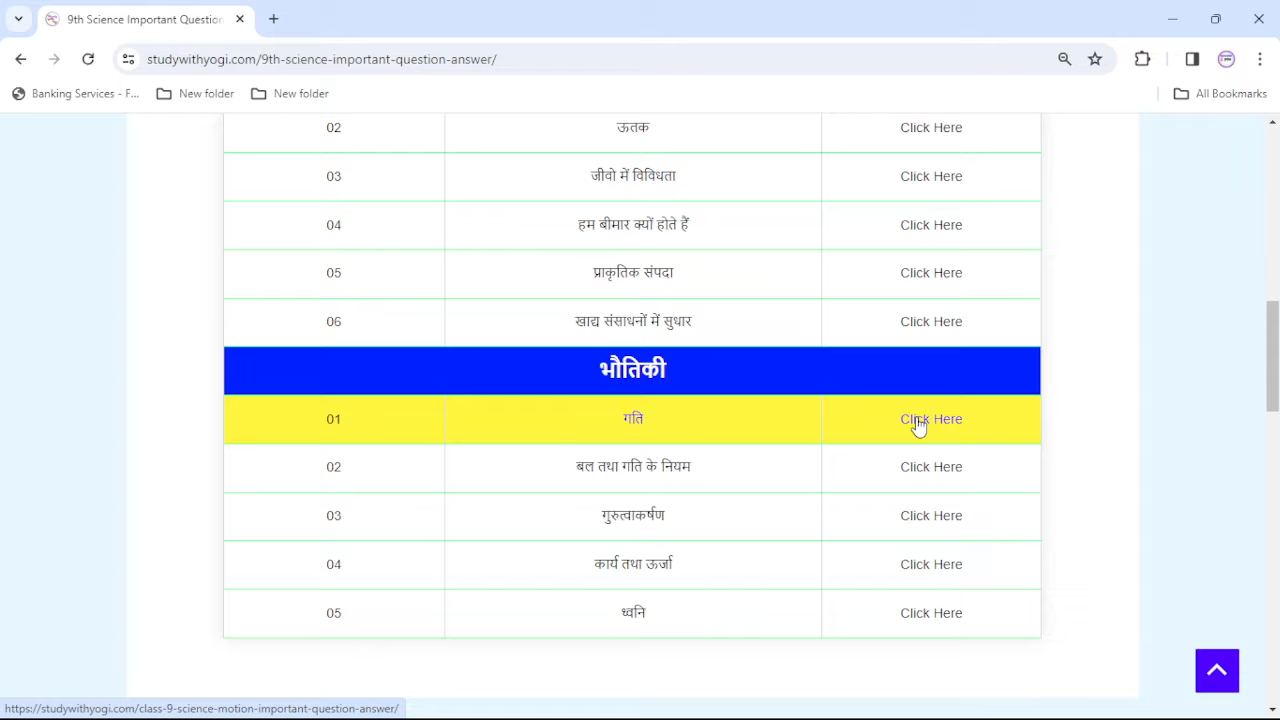 9th Science Important Question
studywithyogi.com/9th-science-important-question-answer/
Banking Services - F... New folder New folder All Bookmarks
02 ऊतक Click Here
03 जीवो में विविधता Click Here
04 हम बीमार क्यों होते हैं Click Here
05 प्राकृतिक संपदा Click Here
06 खाद्य संसाधनों में सुधार Click Here
भौतिकी
01 गति Click Here
02 बल तथा गति के नियम Click Here
03 गुरुत्वाकर्षण Click Here
04 कार्य तथा ऊर्जा Click Here
05 ध्वनि Click Here
https://studywithyogi.com/class-9-science-motion-important-question-answer/